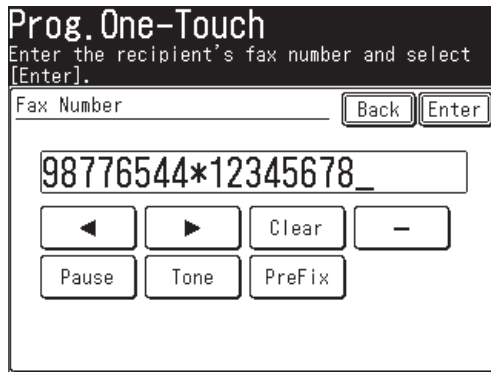 Prog.One-Touch
Enter the recipient's fax number and select
[Enter].
Fax Number Back Enter
98776544*12345678_
◄ ► Clear –
Pause Tone PreFix